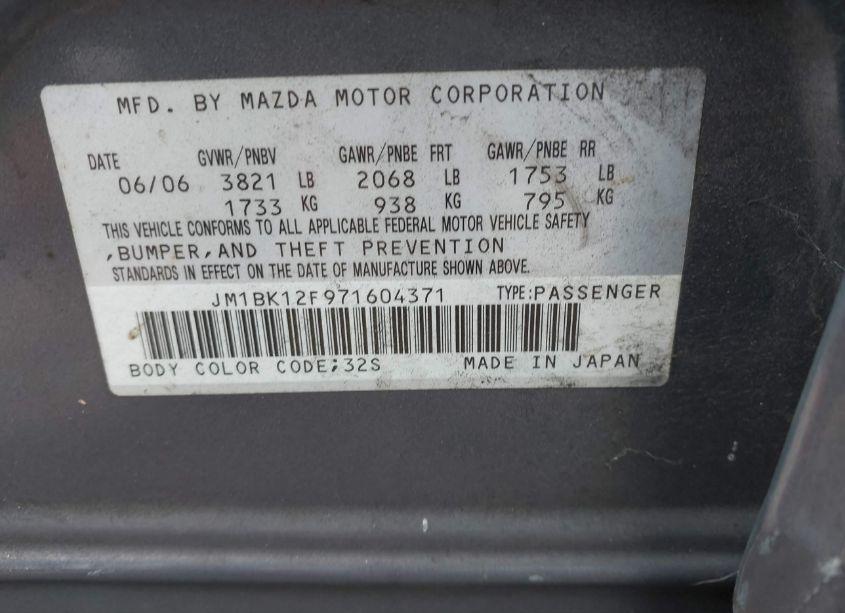 MFD. BY MAZDA MOTOR CORPORATION
DATE GVWR/PNBV GAWR/PNBE FRT GAWR/PNBE RR
06/06 3821 LB 2068 LB 1753 LB
1733 KG 938 KG 795 KG
THIS VEHICLE CONFORMS TO ALL APPLICABLE FEDERAL MOTOR VEHICLE SAFETY
,BUMPER,AND THEFT PREVENTION
STANDARDS IN EFFECT ON THE DATE OF MANUFACTURE SHOWN ABOVE.
JM1BK12F971604371 TYPE:PASSENGER
BODY COLOR CODE;32S MADE IN JAPAN